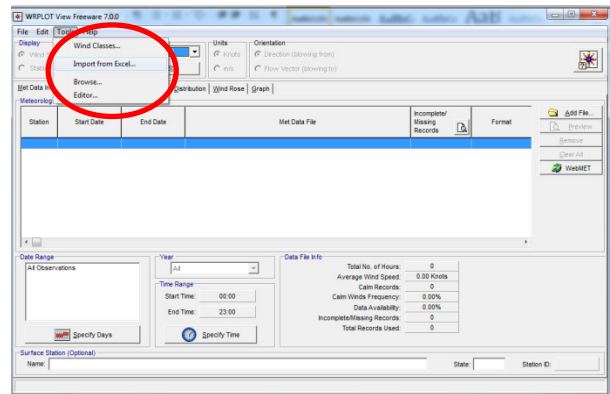 WRPLOT View Freeware 7.0.0
File Edit Tools Help
Display
Units
Orientation
Wind Classes...
Knots
Direction (blowing from)
Import from Excel...
m/s
Flow Vector (blowing to)
Browse...
Editor...
Met Data In
Distribution Wind Rose Graph
Meteorolog
Station Start Date End Date Met Data File Incomplete/ Missing Records Format
Add File...
Preview
Remove
Clear All
WebMET
Date Range
All Observations
Specify Days
Year
All
Time Range
Start Time: 00:00
End Time: 23:00
Specify Time
Data File Info
Total No. of Hours: 0
Average Wind Speed: 0.00 Knots
Calm Records: 0
Calm Winds Frequency: 0.00%
Data Availability: 0.00%
Incomplete/Missing Records: 0
Total Records Used: 0
Surface Station (Optional)
Name: State: Station ID: